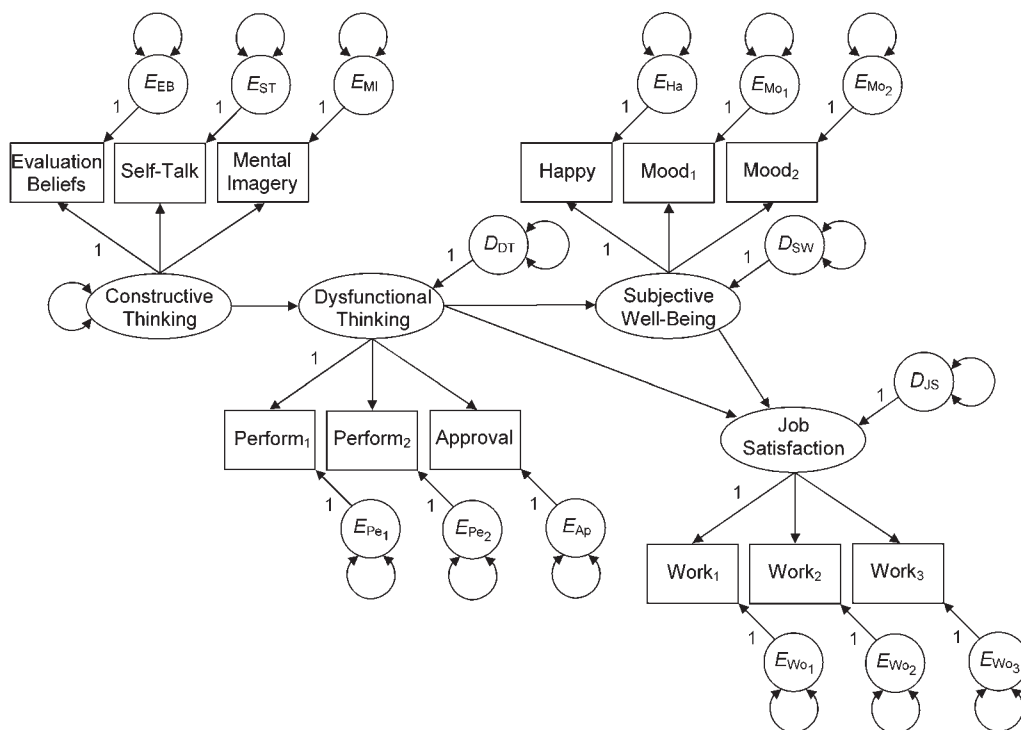 E_EB E_ST E_MI E_Ha E_Mo₁ E_Mo₂
1 1 1 1 1 1
Evaluation
Beliefs
Self-Talk
Mental
Imagery
Happy
Mood₁
Mood₂
1
1
D_DT
1
D_SW
1
Constructive
Thinking
Dysfunctional
Thinking
Subjective
Well-Being
1
D_JS
1
Perform₁
Perform₂
Approval
Job
Satisfaction
1 1 1
E_Pe₁ E_Pe₂ E_Ap
1
Work₁
Work₂
Work₃
1 1 1
E_Wo₁ E_Wo₂ E_Wo₃